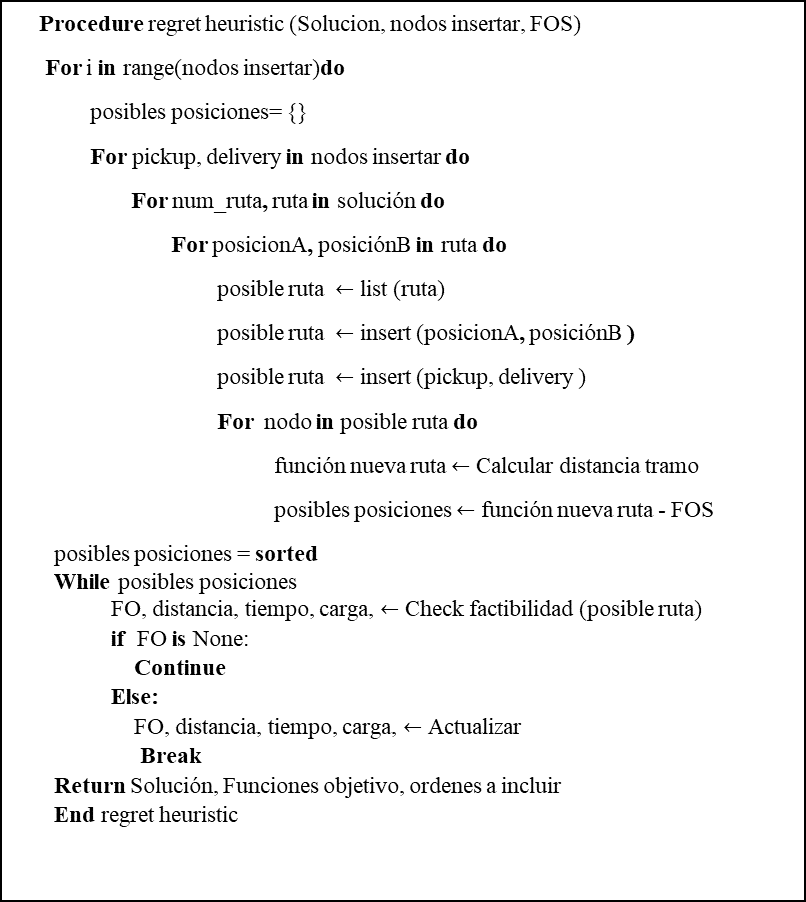 Procedure regret heuristic (Solucion, nodos insertar, FOS)
For i in range(nodos insertar)do
posibles posiciones= {}
For pickup, delivery in nodos insertar do
For num_ruta, ruta in solución do
For posicionA, posiciónB in ruta do
posible ruta ← list (ruta)
posible ruta ← insert (posicionA, posiciónB )
posible ruta ← insert (pickup, delivery )
For nodo in posible ruta do
función nueva ruta ← Calcular distancia tramo
posibles posiciones ← función nueva ruta - FOS
posibles posiciones = sorted
While posibles posiciones
FO, distancia, tiempo, carga, ← Check factibilidad (posible ruta)
if FO is None:
Continue
Else:
FO, distancia, tiempo, carga, ← Actualizar
Break
Return Solución, Funciones objetivo, ordenes a incluir
End regret heuristic